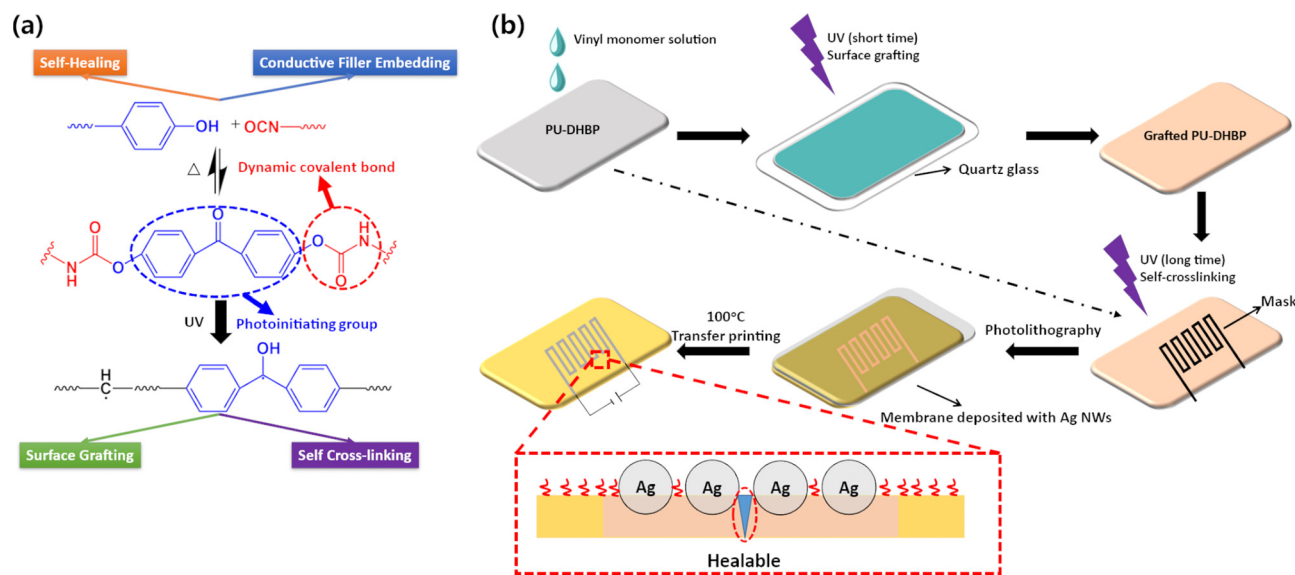 (a)
Self-Healing
Conductive Filler Embedding
OH + OCN
△
Dynamic covalent bond
O
O
H
N
N
H
O
O
O
UV
Photoinitiating group
OH
H
C
Surface Grafting
Self Cross-linking
(b)
Vinyl monomer solution
UV (short time)
Surface grafting
PU-DHBP
Quartz glass
Grafted PU-DHBP
UV (long time)
Self-crosslinking
Mask
Photolithography
100°C
Transfer printing
Membrane deposited with Ag NWs
Ag Ag Ag Ag
Healable